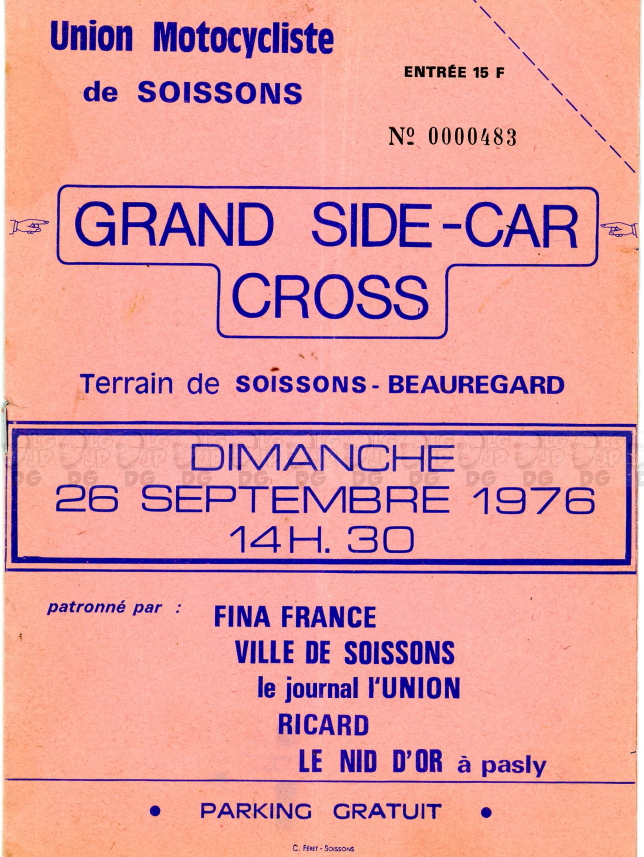 Union Motocycliste
de SOISSONS
ENTRÉE 15 F
Nº 0000483
GRAND SIDE-CAR
CROSS
Terrain de SOISSONS - BEAUREGARD
DIMANCHE
26 SEPTEMBRE 1976
14 H. 30
patronné par :
FINA FRANCE
VILLE DE SOISSONS
le journal l'UNION
RICARD
LE NID D'OR à pasly
• PARKING GRATUIT •
C. FÉRET - SOISSONS